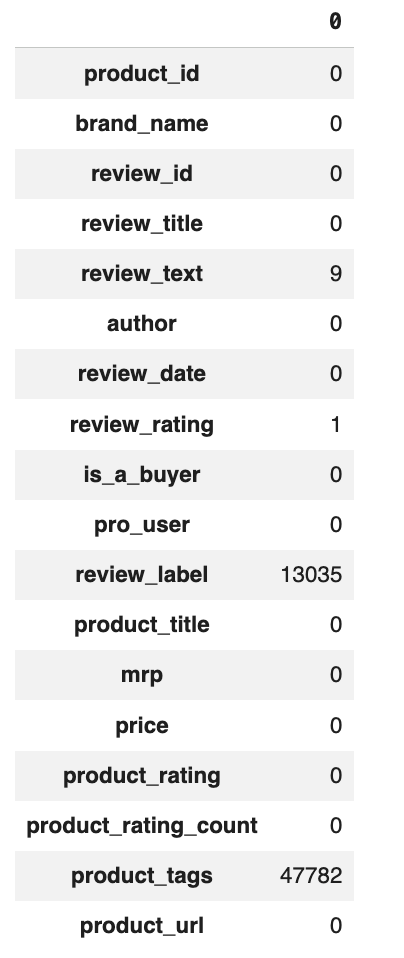 0
product_id 0
brand_name 0
review_id 0
review_title 0
review_text 9
author 0
review_date 0
review_rating 1
is_a_buyer 0
pro_user 0
review_label 13035
product_title 0
mrp 0
price 0
product_rating 0
product_rating_count 0
product_tags 47782
product_url 0